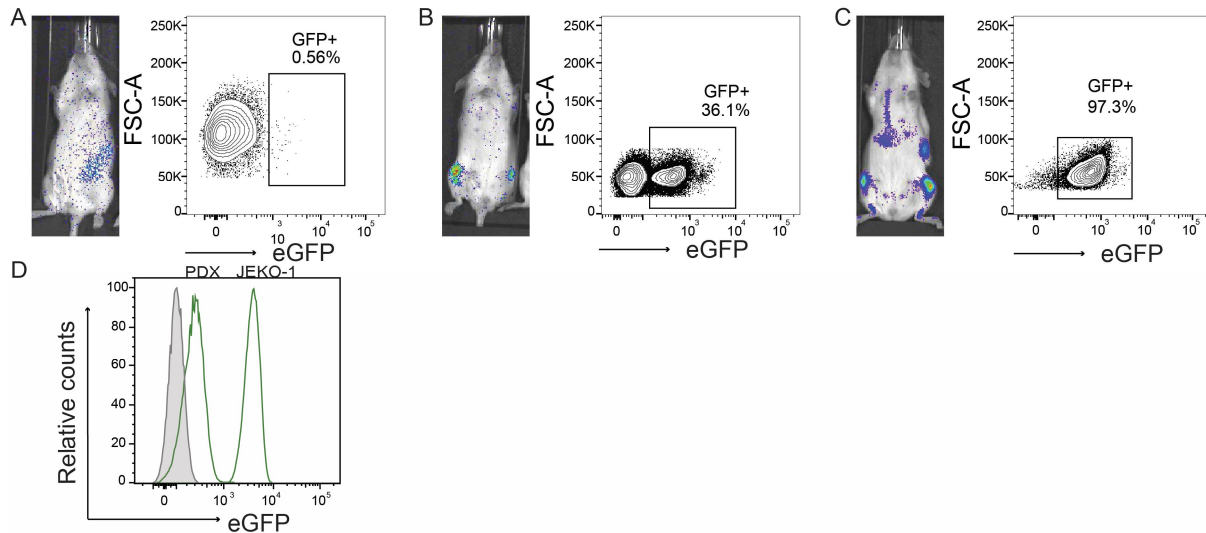 A
FSC-A
250K
200K
150K
100K
50K
0
GFP+
0.56%
0
10
3
10
4
10
5
10
eGFP
B
FSC-A
250K
200K
150K
100K
50K
0
GFP+
36.1%
0
10
3
10
4
10
5
eGFP
C
FSC-A
250K
200K
150K
100K
50K
0
GFP+
97.3%
0
10
3
10
4
10
5
eGFP
D
PDX JEKO-1
Relative counts
100
80
60
40
20
0
0
10
3
10
4
10
5
eGFP